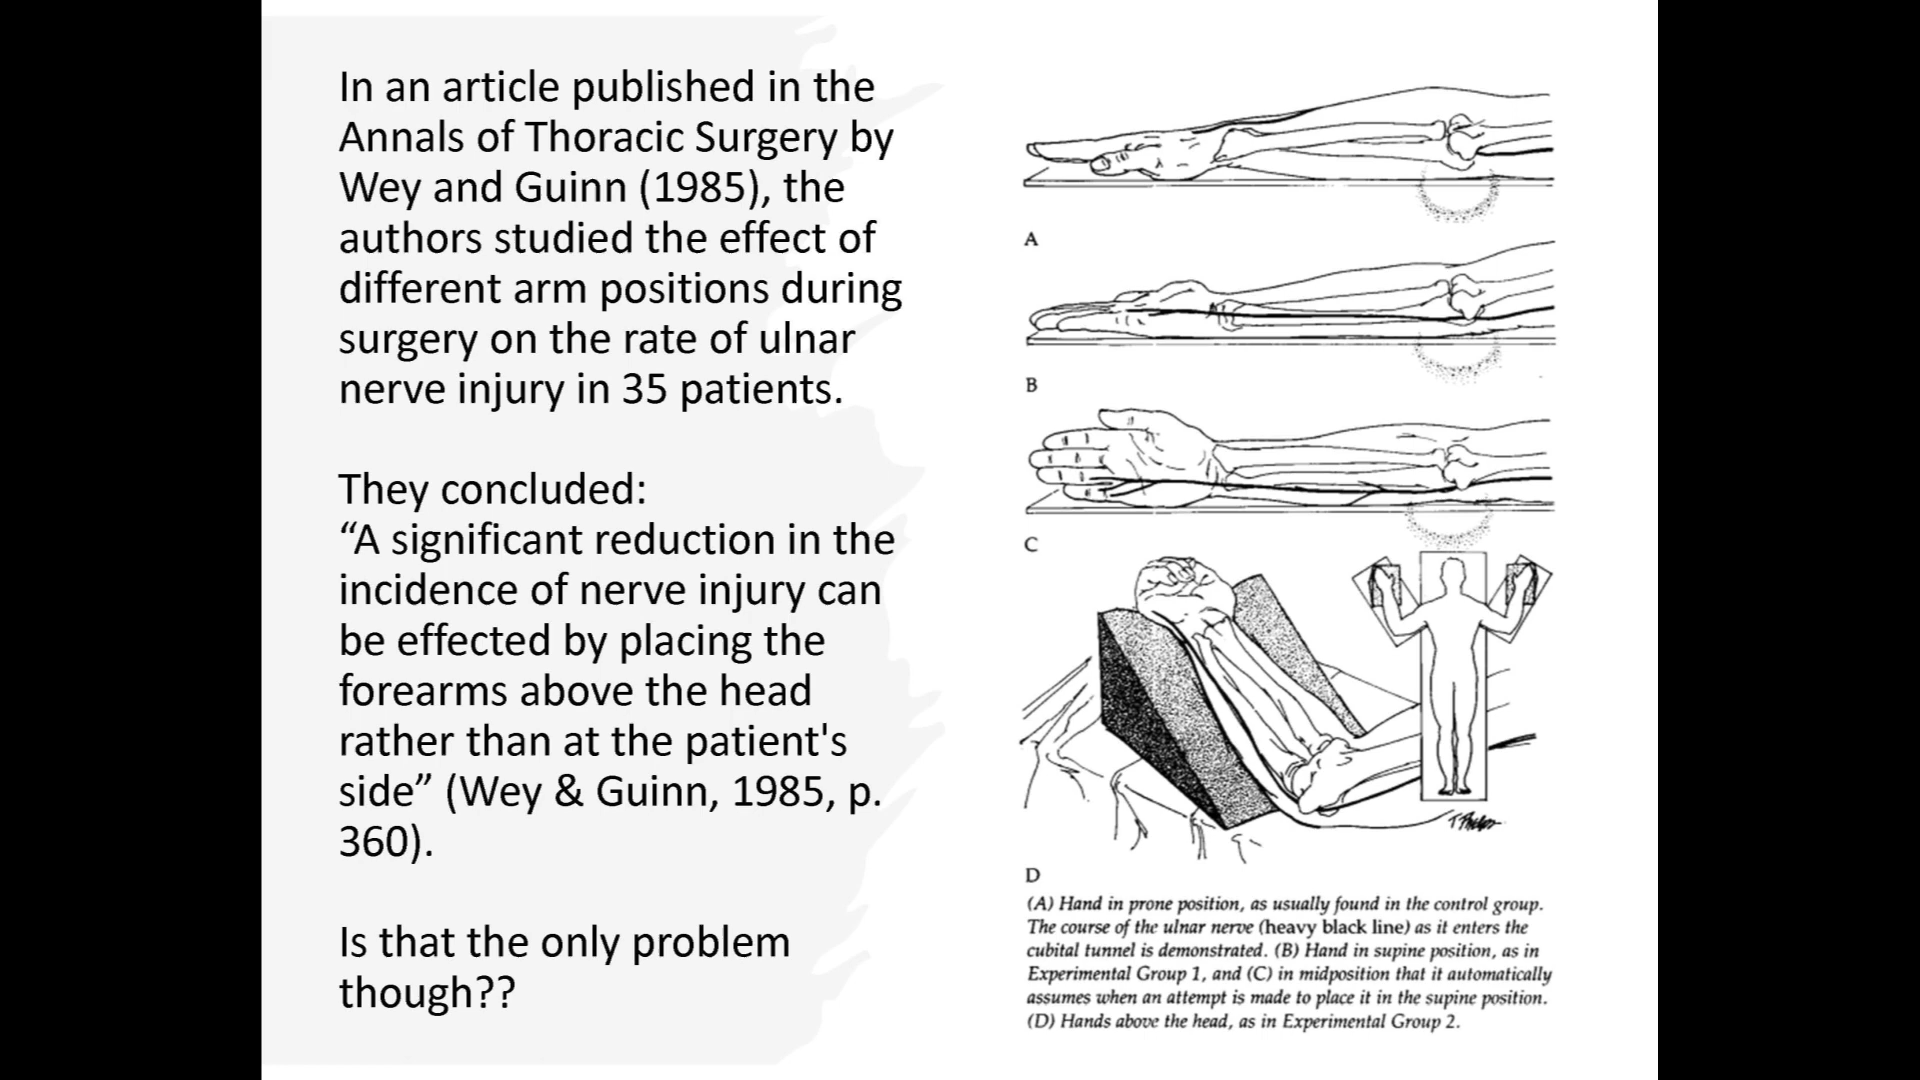 In an article published in the
Annals of Thoracic Surgery by
Wey and Guinn (1985), the
authors studied the effect of
different arm positions during
surgery on the rate of ulnar
nerve injury in 35 patients.
They concluded:
“A significant reduction in the
incidence of nerve injury can
be effected by placing the
forearms above the head
rather than at the patient's
side” (Wey & Guinn, 1985, p.
360).
Is that the only problem
though??
A
B
C
D
(A) Hand in prone position, as usually found in the control group.
The course of the ulnar nerve (heavy black line) as it enters the
cubital tunnel is demonstrated. (B) Hand in supine position, as in
Experimental Group 1, and (C) in midposition that it automatically
assumes when an attempt is made to place it in the supine position.
(D) Hands above the head, as in Experimental Group 2.